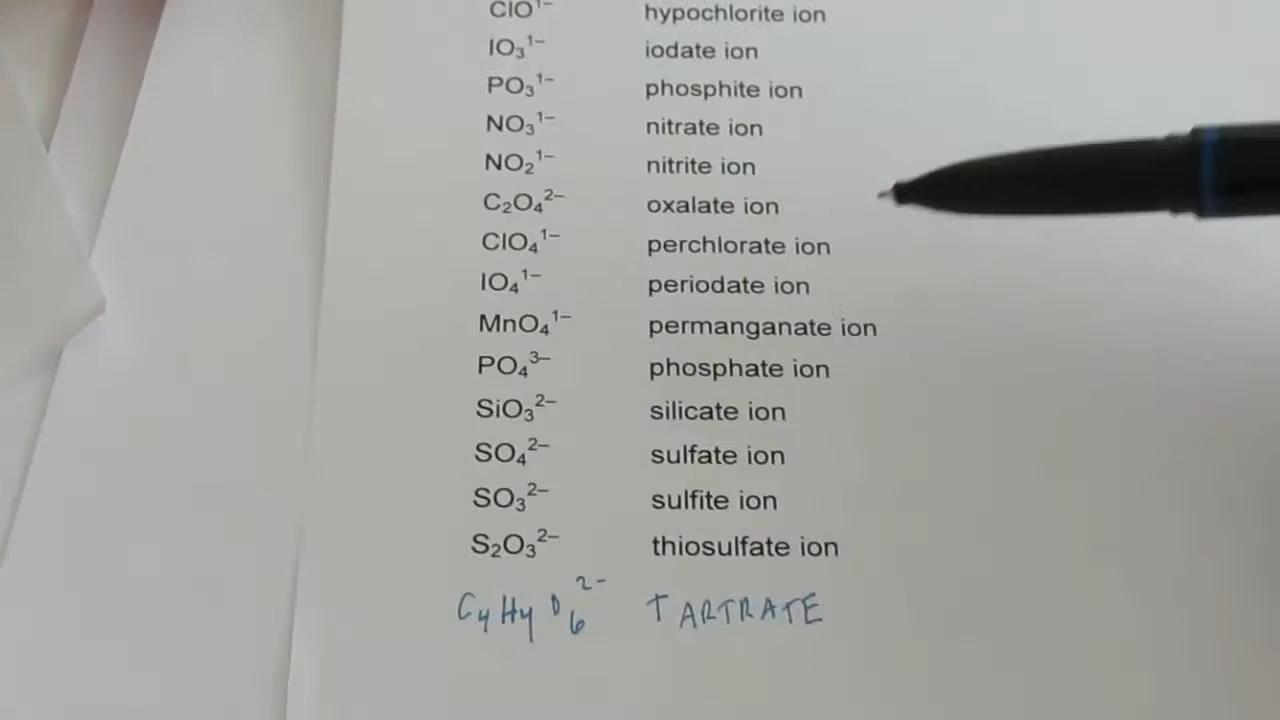 ClO¹⁻ hypochlorite ion
IO₃¹⁻ iodate ion
PO₃¹⁻ phosphite ion
NO₃¹⁻ nitrate ion
NO₂¹⁻ nitrite ion
C₂O₄²⁻ oxalate ion
ClO₄¹⁻ perchlorate ion
IO₄¹⁻ periodate ion
MnO₄¹⁻ permanganate ion
PO₄³⁻ phosphate ion
SiO₃²⁻ silicate ion
SO₄²⁻ sulfate ion
SO₃²⁻ sulfite ion
S₂O₃²⁻ thiosulfate ion
C₄H₄O₆²⁻ TARTRATE